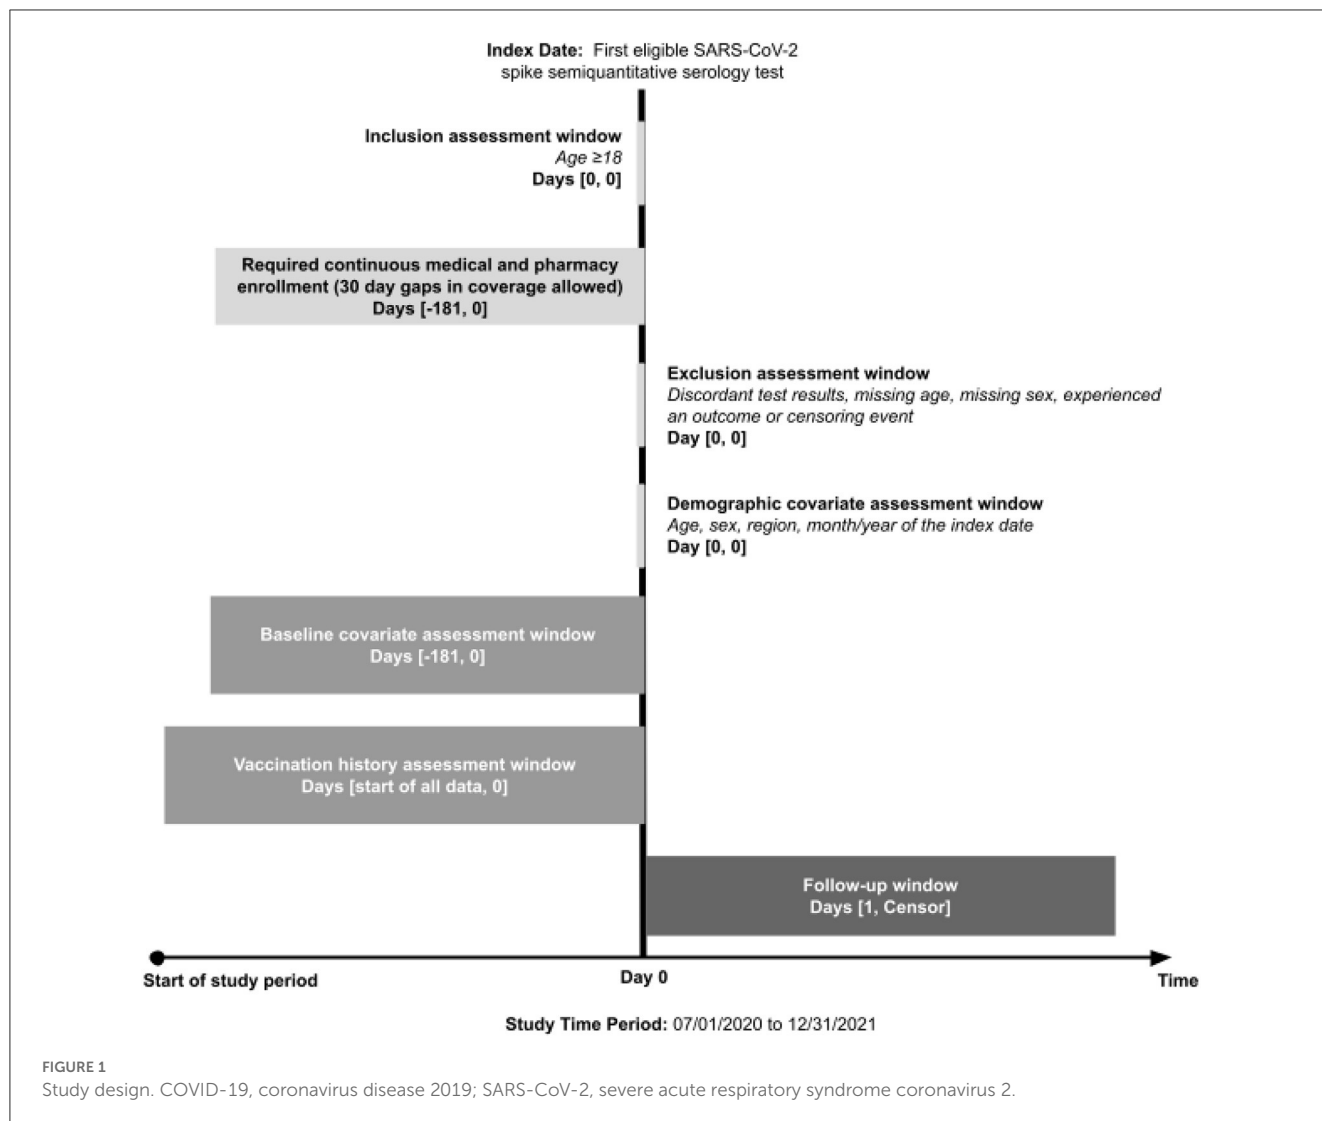 Index Date: First eligible SARS-CoV-2
spike semiquantitative serology test
Inclusion assessment window
Age ≥18
Days [0, 0]
Required continuous medical and pharmacy
enrollment (30 day gaps in coverage allowed)
Days [-181, 0]
Exclusion assessment window
Discordant test results, missing age, missing sex, experienced
an outcome or censoring event
Day [0, 0]
Demographic covariate assessment window
Age, sex, region, month/year of the index date
Day [0, 0]
Baseline covariate assessment window
Days [-181, 0]
Vaccination history assessment window
Days [start of all data, 0]
Follow-up window
Days [1, Censor]
Start of study period
Day 0
Time
Study Time Period: 07/01/2020 to 12/31/2021
FIGURE 1
Study design. COVID-19, coronavirus disease 2019; SARS-CoV-2, severe acute respiratory syndrome coronavirus 2.